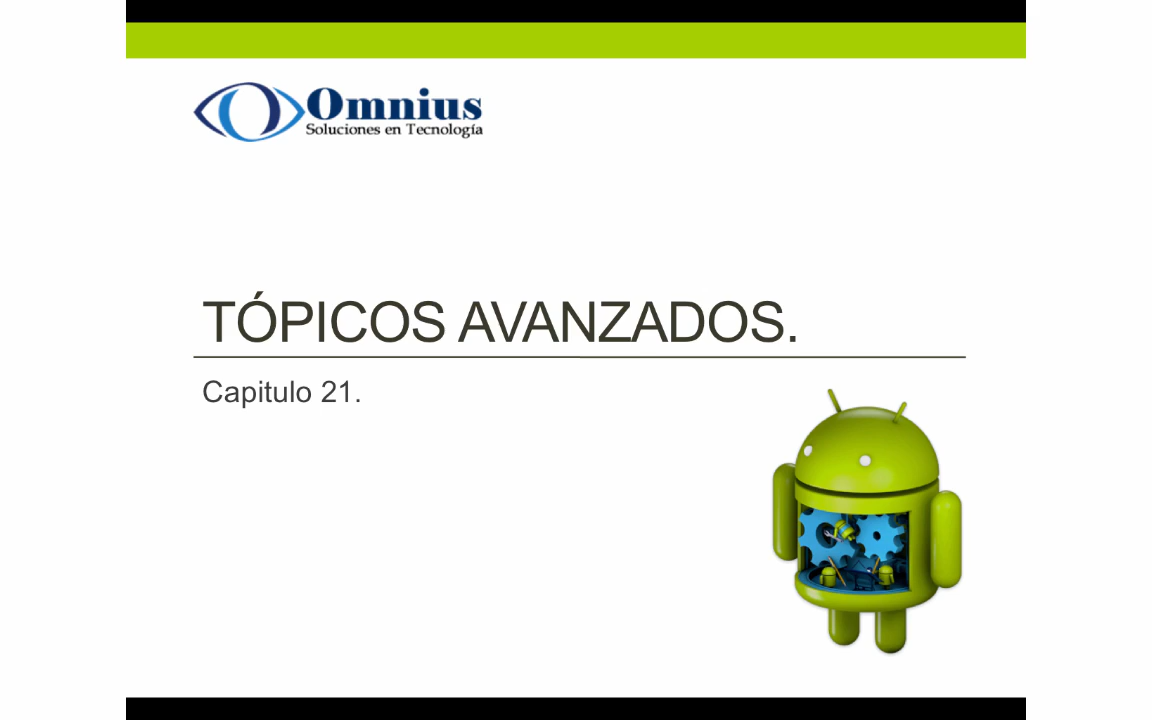 Omnius
Soluciones en Tecnología
TÓPICOS AVANZADOS.
Capitulo 21.